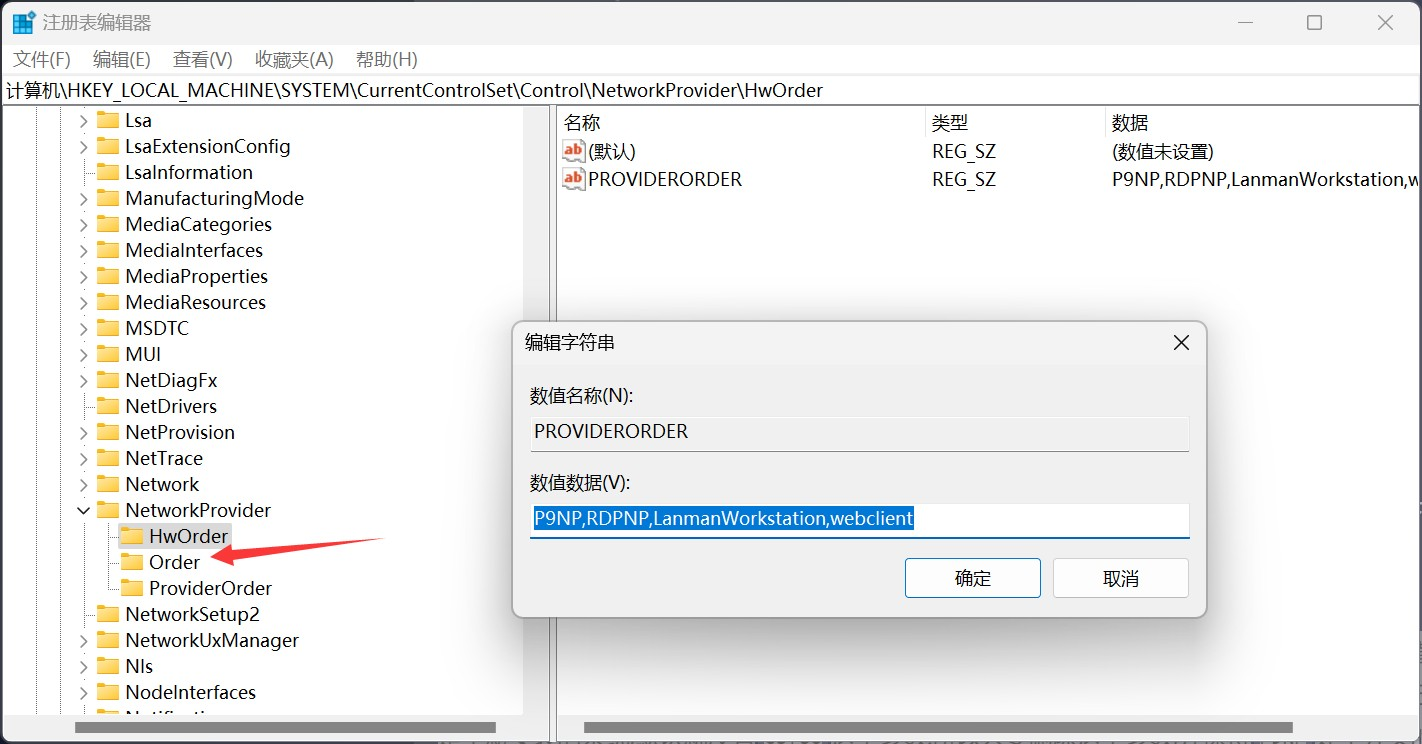 注册表编辑器
文件(F) 编辑(E) 查看(V) 收藏夹(A) 帮助(H)
计算机\HKEY_LOCAL_MACHINE\SYSTEM\CurrentControlSet\Control\NetworkProvider\HwOrder
Lsa
LsaExtensionConfig
LsaInformation
ManufacturingMode
MediaCategories
MediaInterfaces
MediaProperties
MediaResources
MSDTC
MUI
NetDiagFx
NetDrivers
NetProvision
NetTrace
Network
NetworkProvider
HwOrder
Order
ProviderOrder
NetworkSetup2
NetworkUxManager
Nls
NodeInterfaces
名称 类型 数据
ab (默认) REG_SZ (数值未设置)
ab PROVIDERORDER REG_SZ P9NP,RDPNP,LanmanWorkstation,w
编辑字符串
数值名称(N):
PROVIDERORDER
数值数据(V):
P9NP,RDPNP,LanmanWorkstation,webclient
确定 取消